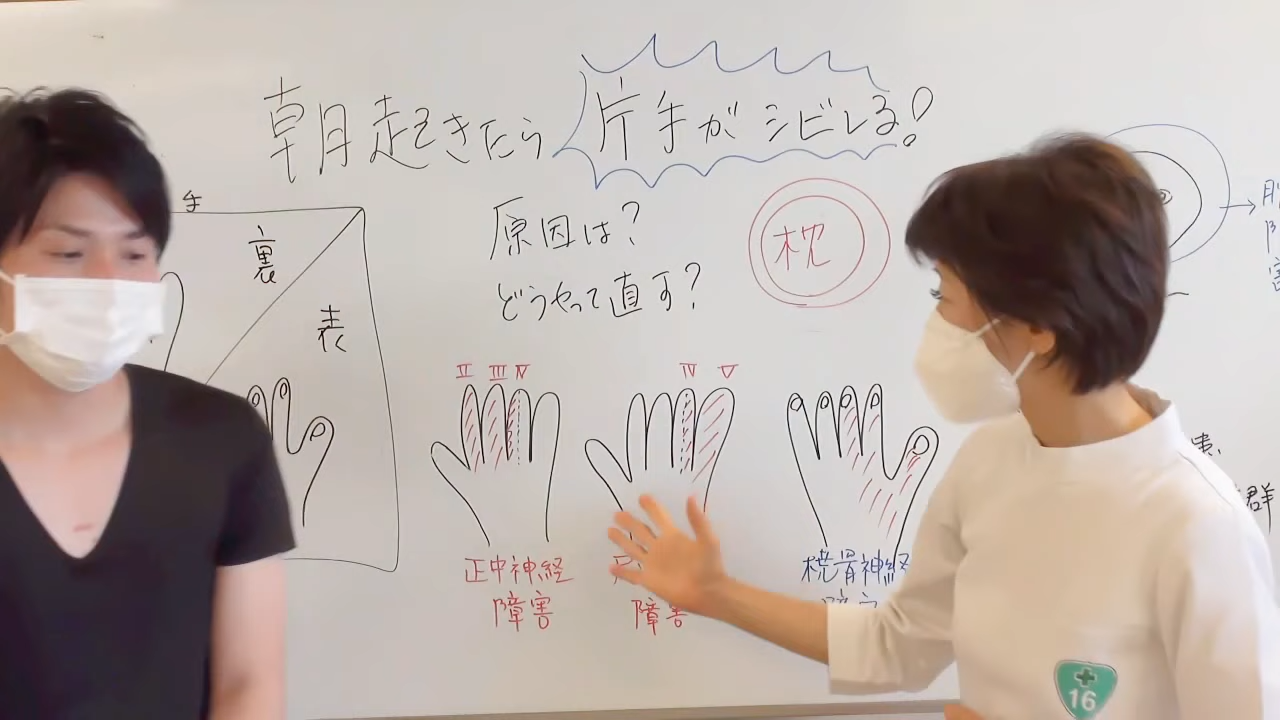 朝起きたら片手がシビレる!
手
裏
表
原因は?
どうやって直す?
枕
II III IV
IV V
正中神経
障害
障害
橈骨神経
障
群
16